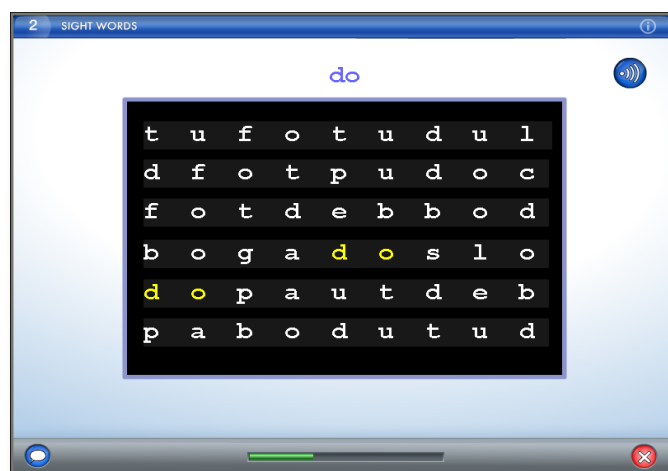 2 SIGHT WORDS
do
t u f o t u d u l
d f o t p u d o c
f o t d e b b o d
b o g a d o s l o
d o p a u t d e b
p a b o d u t u d